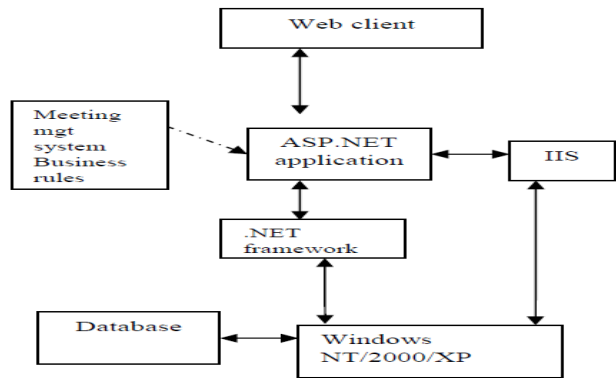 Web client
Meeting
mgt
system
Business
rules
ASP.NET
application
IIS
.NET
framework
Database
Windows
NT/2000/XP